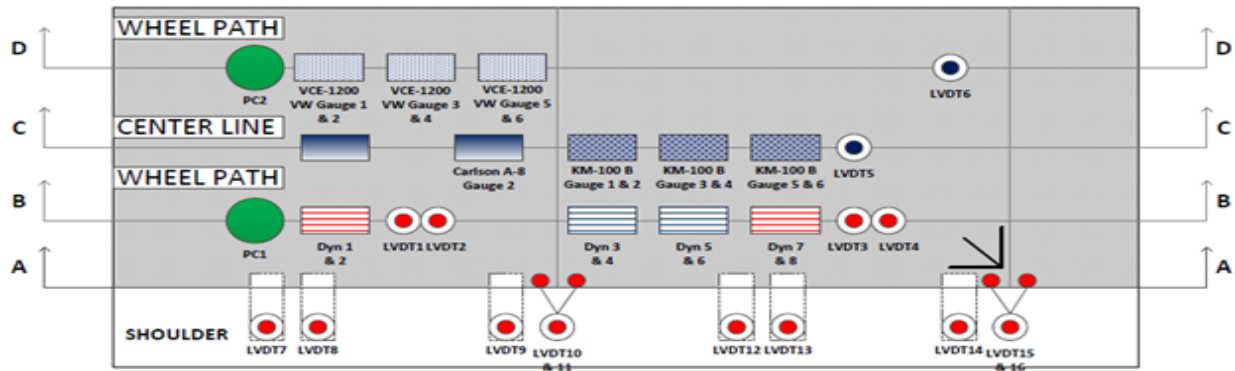 WHEEL PATH
D
D
PC2
VCE-1200
VW Gauge 1
& 2
VCE-1200
VW Gauge 3
& 4
VCE-1200
VW Gauge 5
& 6
LVDT6
C
CENTER LINE
C
Carlson A-8
Gauge 2
KM-100 B
Gauge 1 & 2
KM-100 B
Gauge 3 & 4
KM-100 B
Gauge 5 & 6
LVDT5
WHEEL PATH
B
B
PC1
Dyn 1
& 2
LVDT1
LVDT2
Dyn 3
& 4
Dyn 5
& 6
Dyn 7
& 8
LVDT3
LVDT4
A
A
SHOULDER
LVDT7
LVDT8
LVDT9
LVDT10
& 11
LVDT12
LVDT13
LVDT14
LVDT15
& 16